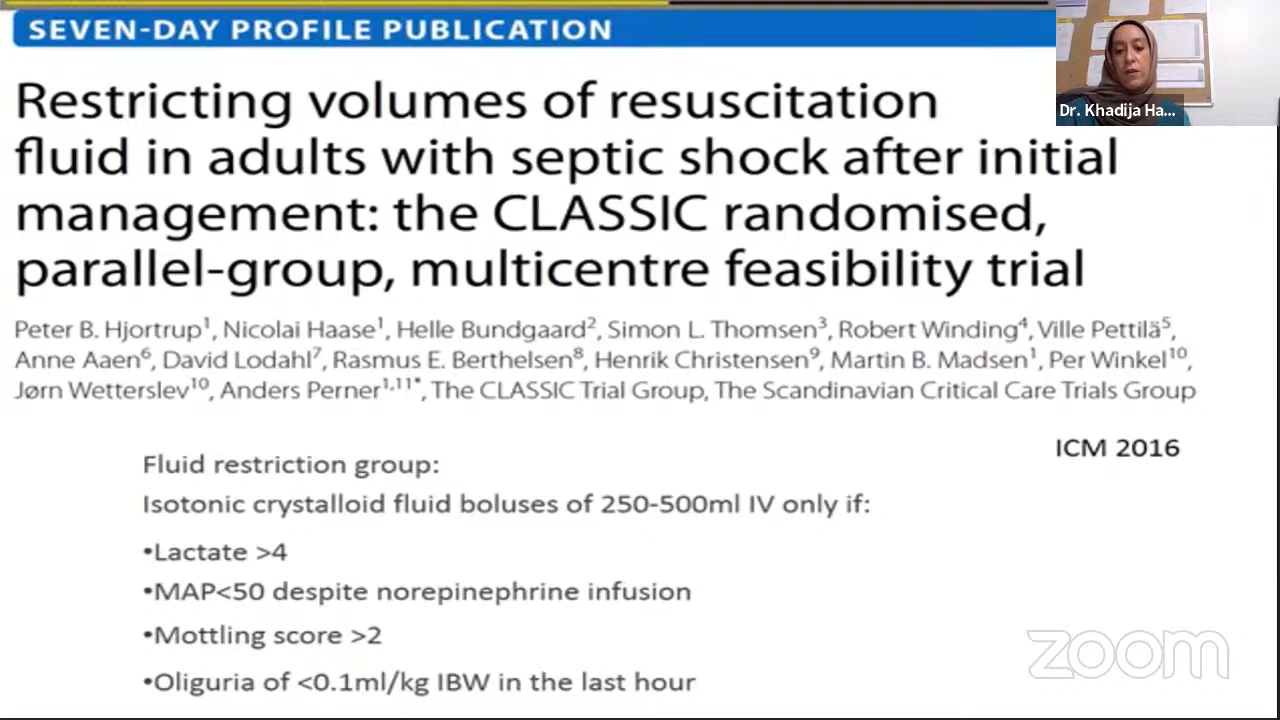 SEVEN-DAY PROFILE PUBLICATION
Dr. Khadija Ha...
Restricting volumes of resuscitation
fluid in adults with septic shock after initial
management: the CLASSIC randomised,
parallel-group, multicentre feasibility trial
Peter B. Hjortrup¹, Nicolai Haase¹, Helle Bundgaard², Simon L. Thomsen³, Robert Winding⁴, Ville Pettilä⁵,
Anne Aaen⁶, David Lodahl⁷, Rasmus E. Berthelsen⁸, Henrik Christensen⁹, Martin B. Madsen¹, Per Winkel¹⁰,
Jørn Wetterslev¹⁰, Anders Perner¹,¹¹*, The CLASSIC Trial Group, The Scandinavian Critical Care Trials Group
ICM 2016
Fluid restriction group:
Isotonic crystalloid fluid boluses of 250-500ml IV only if:
•Lactate >4
•MAP<50 despite norepinephrine infusion
•Mottling score >2
•Oliguria of <0.1ml/kg IBW in the last hour
zoom